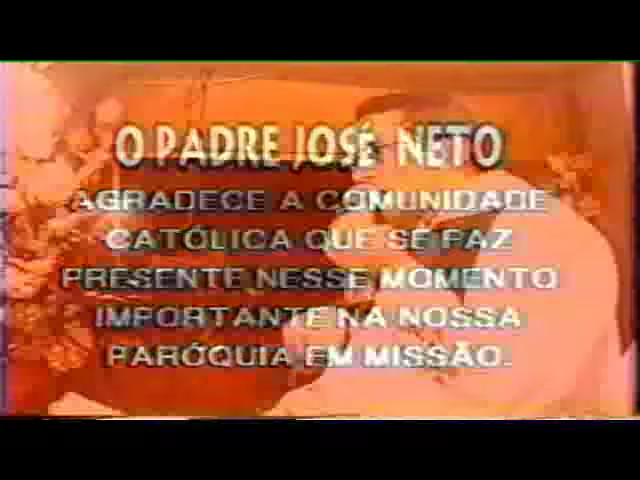 O PADRE JOSÉ NETO
AGRADECE A COMUNIDADE
CATÓLICA QUE SE FAZ
PRESENTE NESSE MOMENTO
IMPORTANTE NA NOSSA
PARÓQUIA EM MISSÃO.